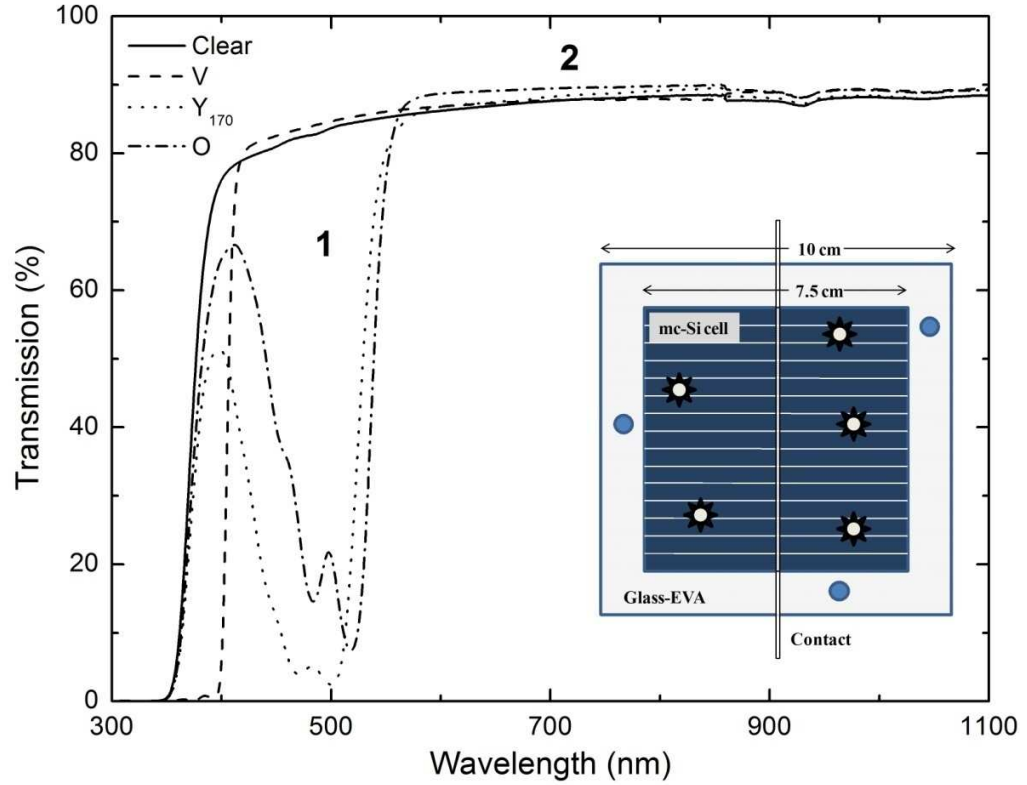 100
80
60
40
20
0
Transmission (%)
Clear
V
Y170
O
1
2
10 cm
7.5 cm
mc-Si cell
Glass-EVA
Contact
300
500
700
900
1100
Wavelength (nm)